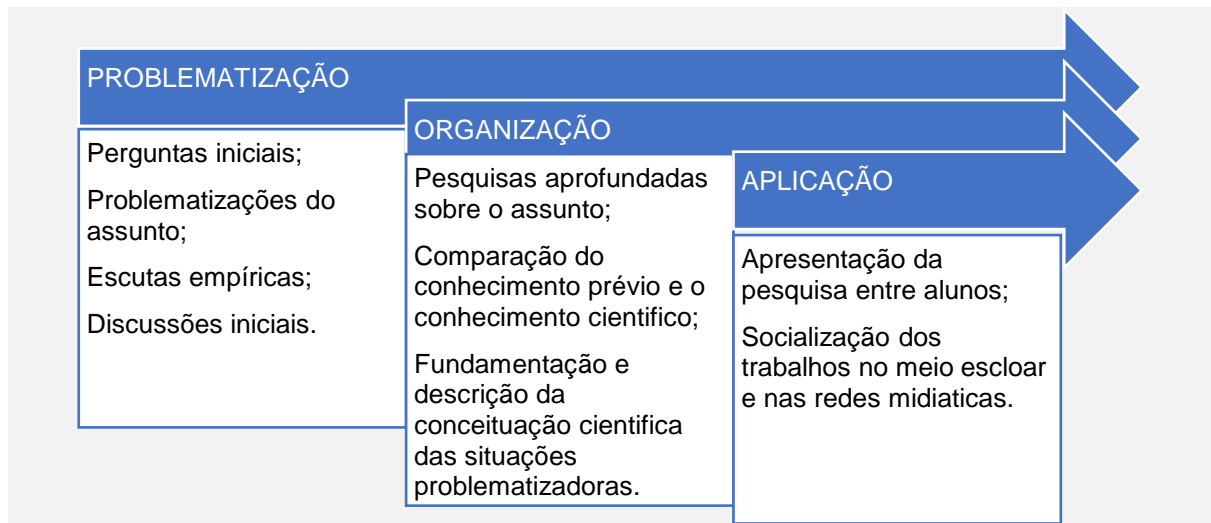 PROBLEMATIZAÇÃO
Perguntas iniciais;
Problematizações do
assunto;
Escutas empíricas;
Discussões iniciais.
ORGANIZAÇÃO
Pesquisas aprofundadas
sobre o assunto;
Comparação do
conhecimento prévio e o
conhecimento cientifico;
Fundamentação e
descrição da
conceituação cientifica
das situações
problematizadoras.
APLICAÇÃO
Apresentação da
pesquisa entre alunos;
Socialização dos
trabalhos no meio escloar
e nas redes midiaticas.